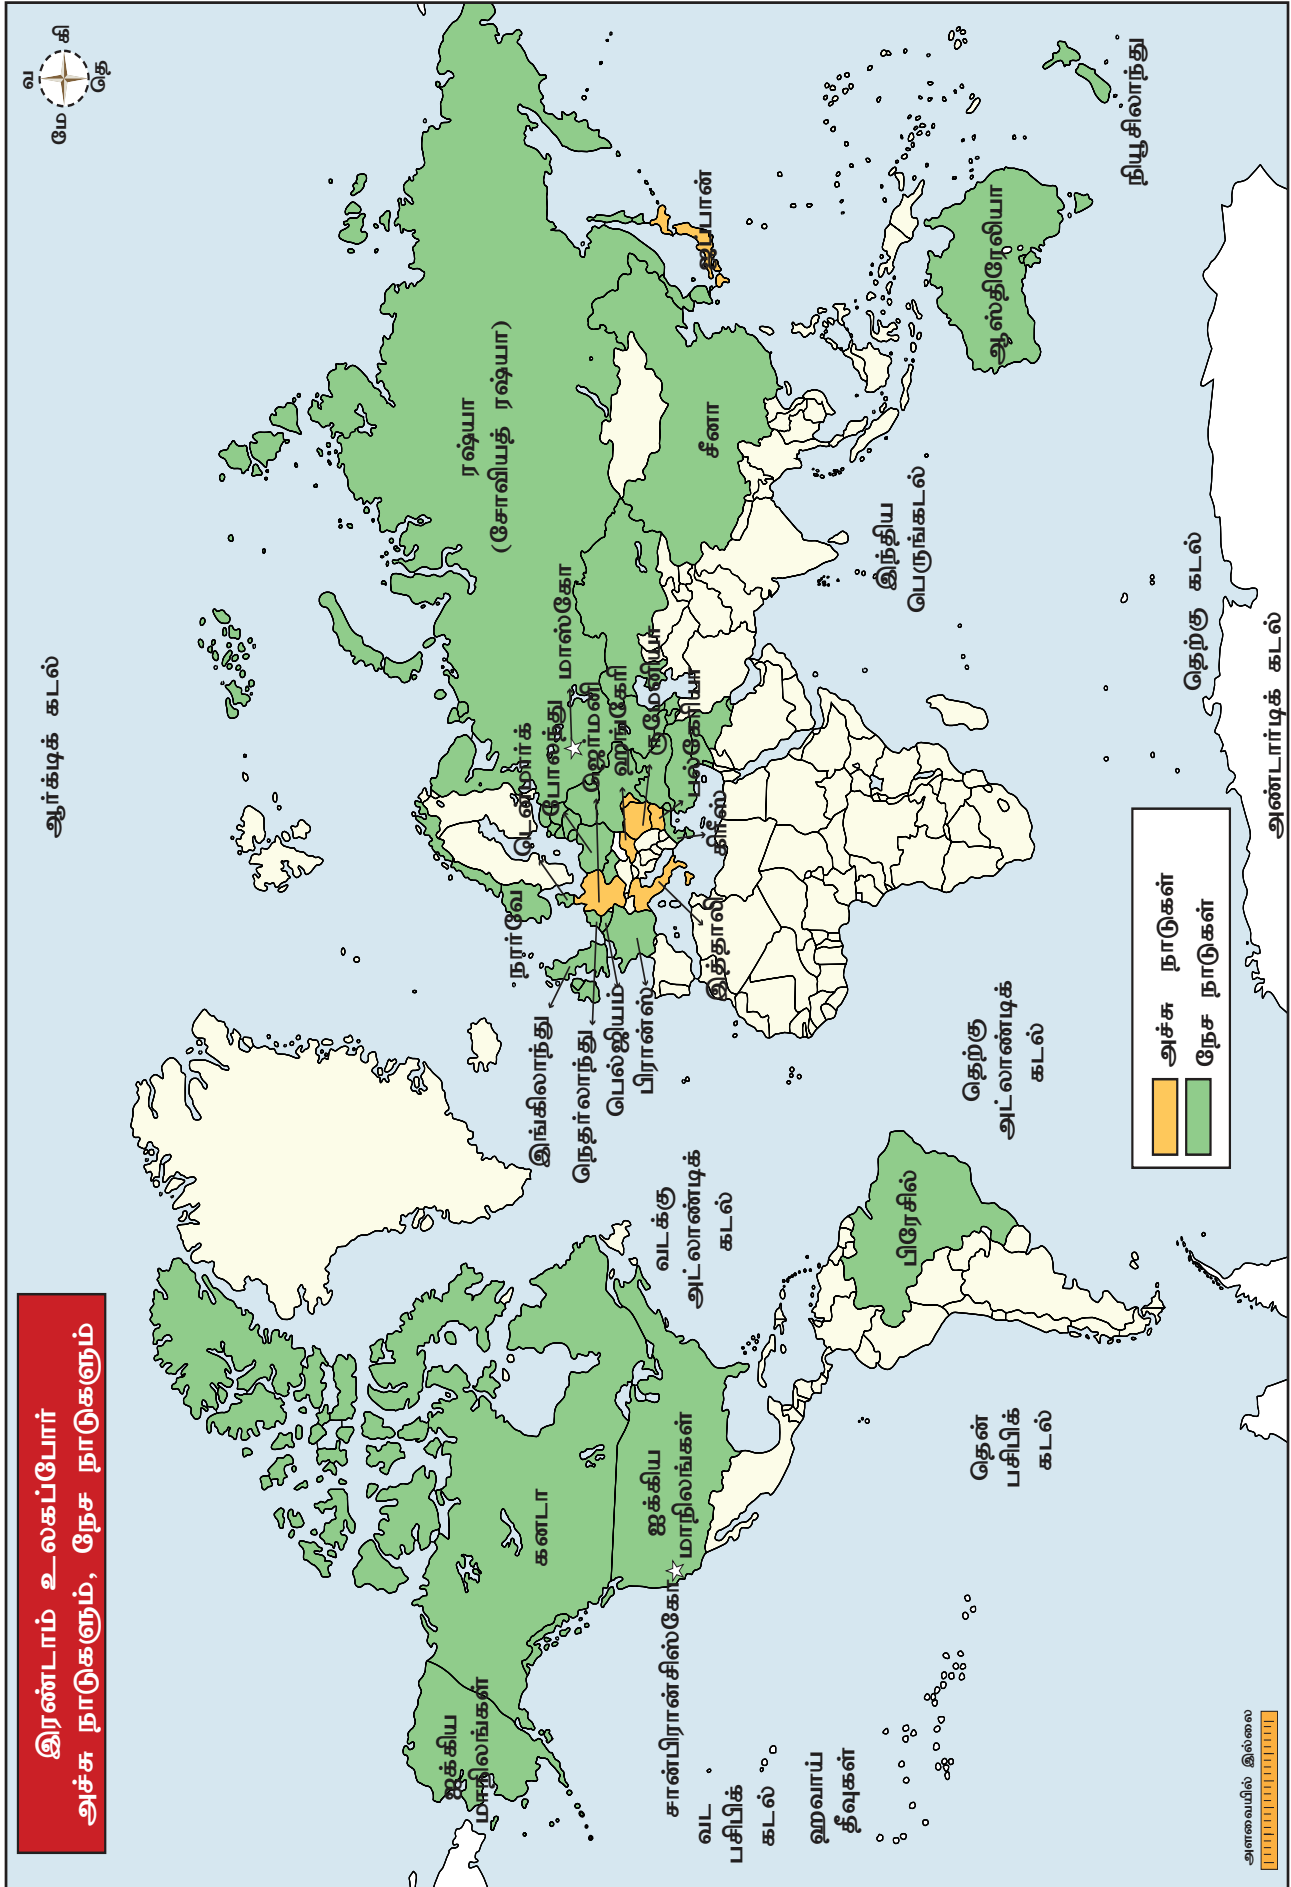 இரண்டாம் உலகப்போர்
அச்சு நாடுகளும், நேச நாடுகளும்
ஆர்க்டிக் கடல்
வ
மே
கி
தெ
ஐக்கிய
மாநிலங்கள்
கனடா
ஐக்கிய
மாநிலங்கள்
சான்பிரான்சிஸ்கோ
வட
பசிபிக்
கடல்
ஹவாய்
தீவுகள்
வடக்கு
அட்லாண்டிக்
கடல்
இங்கிலாந்து
நெதர்லாந்து
பெல்ஜியம்
பிரான்ஸ்
நார்வே
டென்மார்க்
போலந்து
மாஸ்கோ
ஜெர்மனி
ஹங்கேரி
ருமேனியா
பல்கேரியா
கிரீஸ்
இத்தாலி
ரஷ்யா
(சோவியத் ரஷ்யா)
சீனா
ஜப்பான்
இந்திய
பெருங்கடல்
ஆஸ்திரேலியா
நியூசிலாந்து
பிரேசில்
தென்
பசிபிக்
கடல்
தெற்கு
அட்லாண்டிக்
கடல்
தெற்கு கடல்
அண்டார்டிக் கடல்
அச்சு நாடுகள்
நேச நாடுகள்
அளவையில் இல்லை